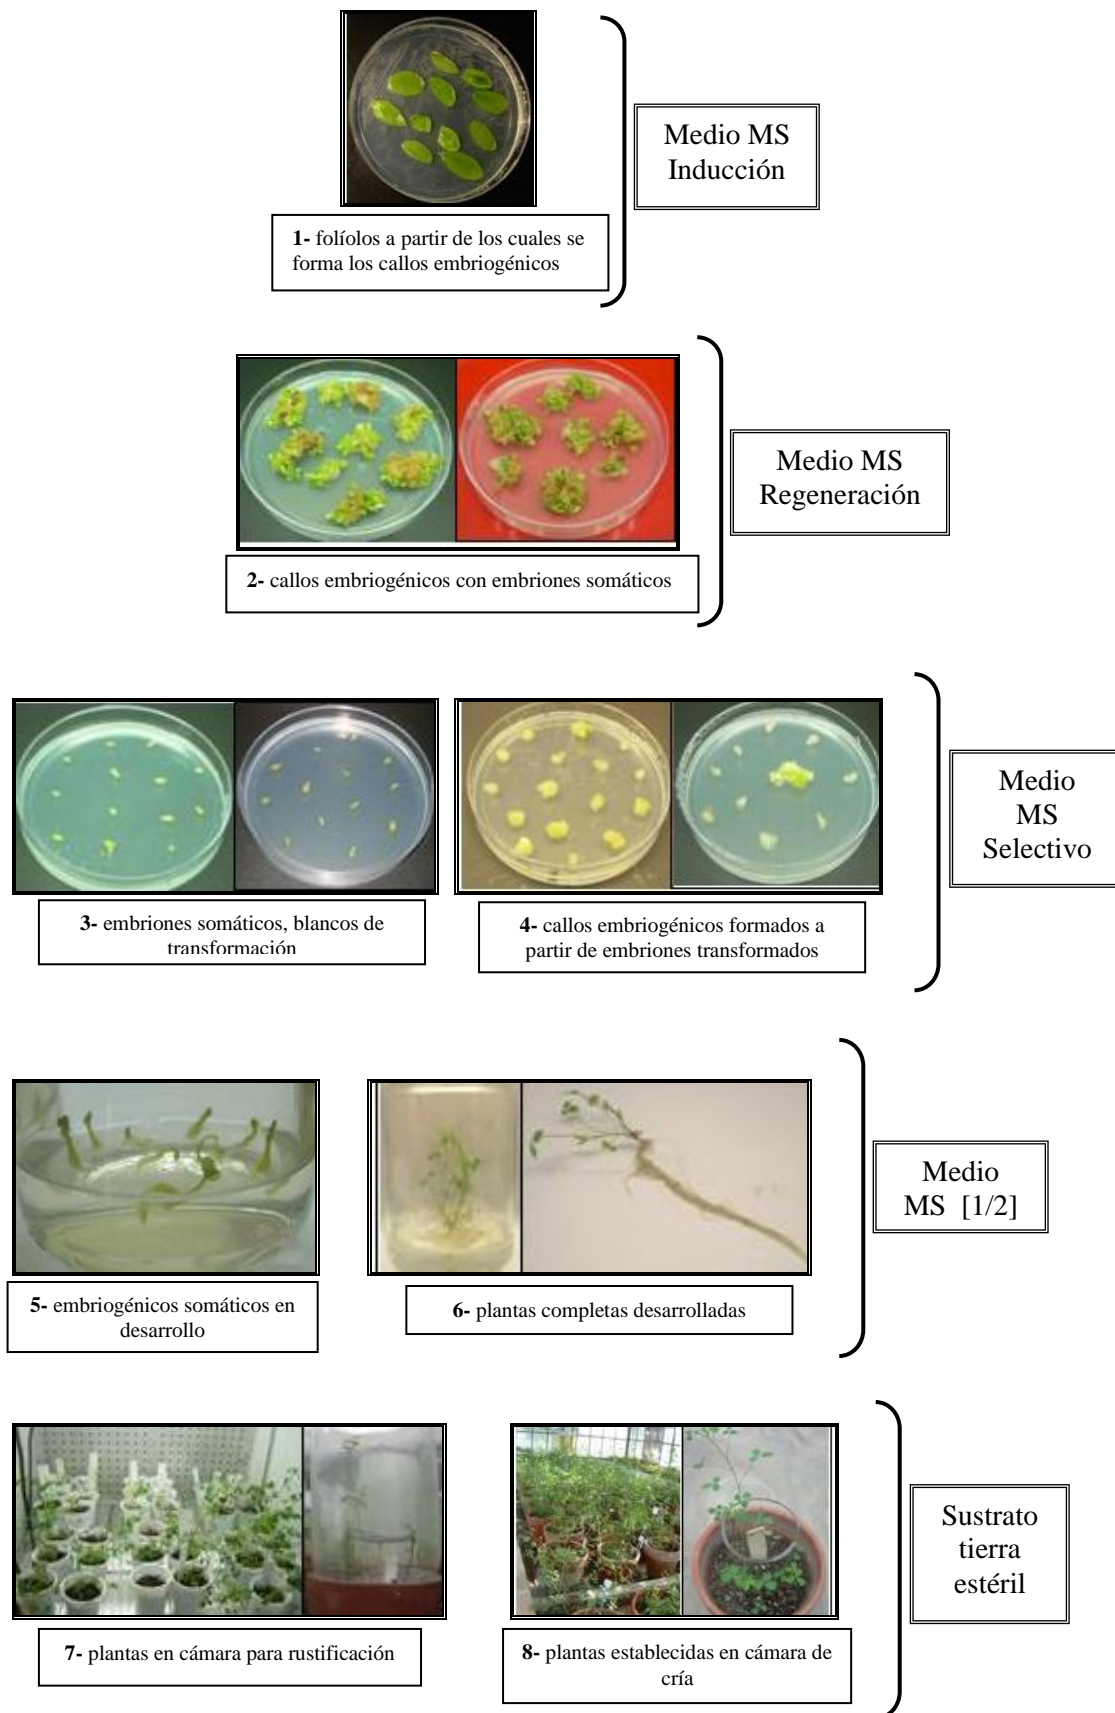 Medio MS
Inducción
1- folíolos a partir de los cuales se
forma los callos embriogénicos
Medio MS
Regeneración
2- callos embriogénicos con embriones somáticos
3- embriones somáticos, blancos de
transformación
4- callos embriogénicos formados a
partir de embriones transformados
Medio
MS
Selectivo
5- embriogénicos somáticos en
desarrollo
6- plantas completas desarrolladas
Medio
MS [1/2]
7- plantas en cámara para rustificación
8- plantas establecidas en cámara de
cría
Sustrato
tierra
estéril